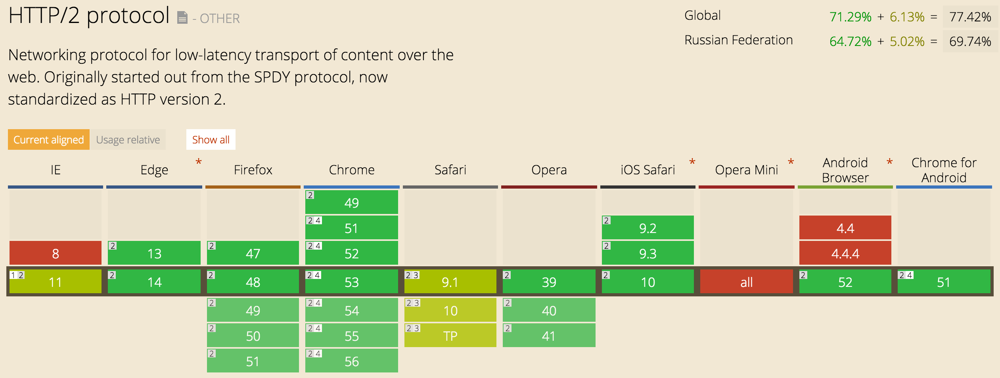 HTTP/2 protocol - OTHER
Global 71.29% + 6.13% = 77.42%
Russian Federation 64.72% + 5.02% = 69.74%
Networking protocol for low-latency transport of content over the
web. Originally started out from the SPDY protocol, now
standardized as HTTP version 2.
Current aligned Usage relative Show all
IE Edge * Firefox Chrome Safari Opera iOS Safari * Opera Mini * Android Browser * Chrome for Android
2 49
2 4 51 2 9.2 4.4
8 2 13 2 47 2 4 52 2 9.3 4.4.4
1 2 11 2 14 2 48 2 4 53 2 3 9.1 2 39 2 10 all 2 52 2 4 51
2 49 2 4 54 2 3 10 2 40
2 50 2 4 55 2 3 TP 2 41
2 51 2 4 56